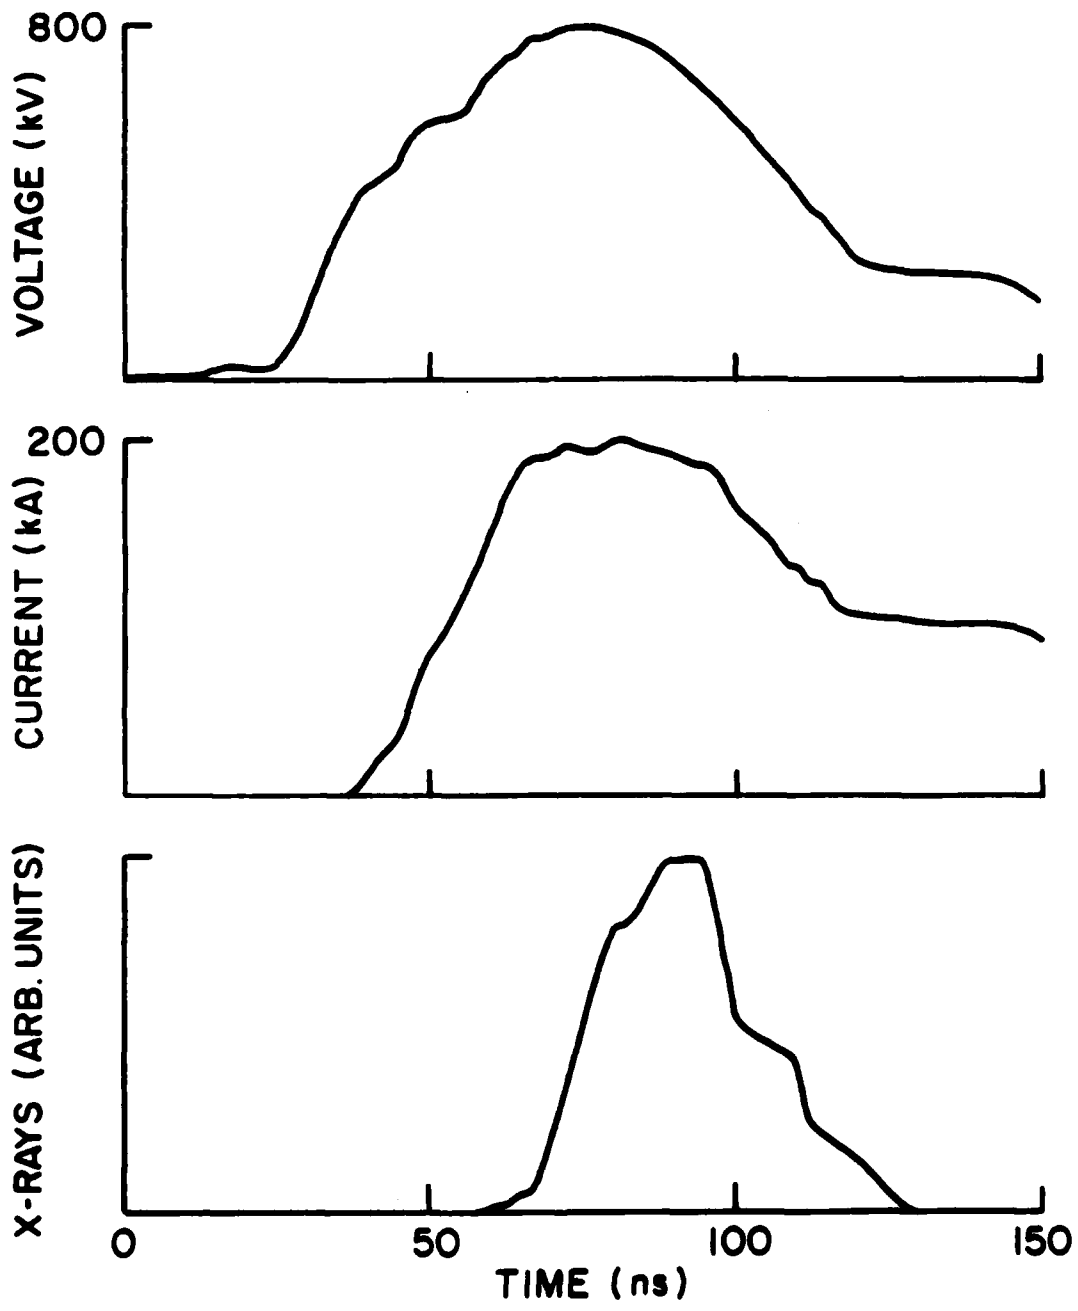 800
VOLTAGE (kV)
200
CURRENT (kA)
X-RAYS (ARB. UNITS)
0 50 100 150
TIME (ns)